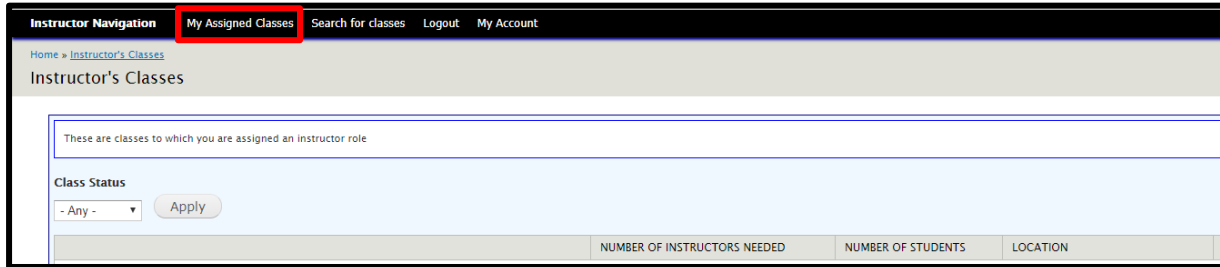 Instructor Navigation My Assigned Classes Search for classes Logout My Account
Home » Instructor's Classes
Instructor's Classes
These are classes to which you are assigned an instructor role
Class Status
- Any - Apply
NUMBER OF INSTRUCTORS NEEDED NUMBER OF STUDENTS LOCATION